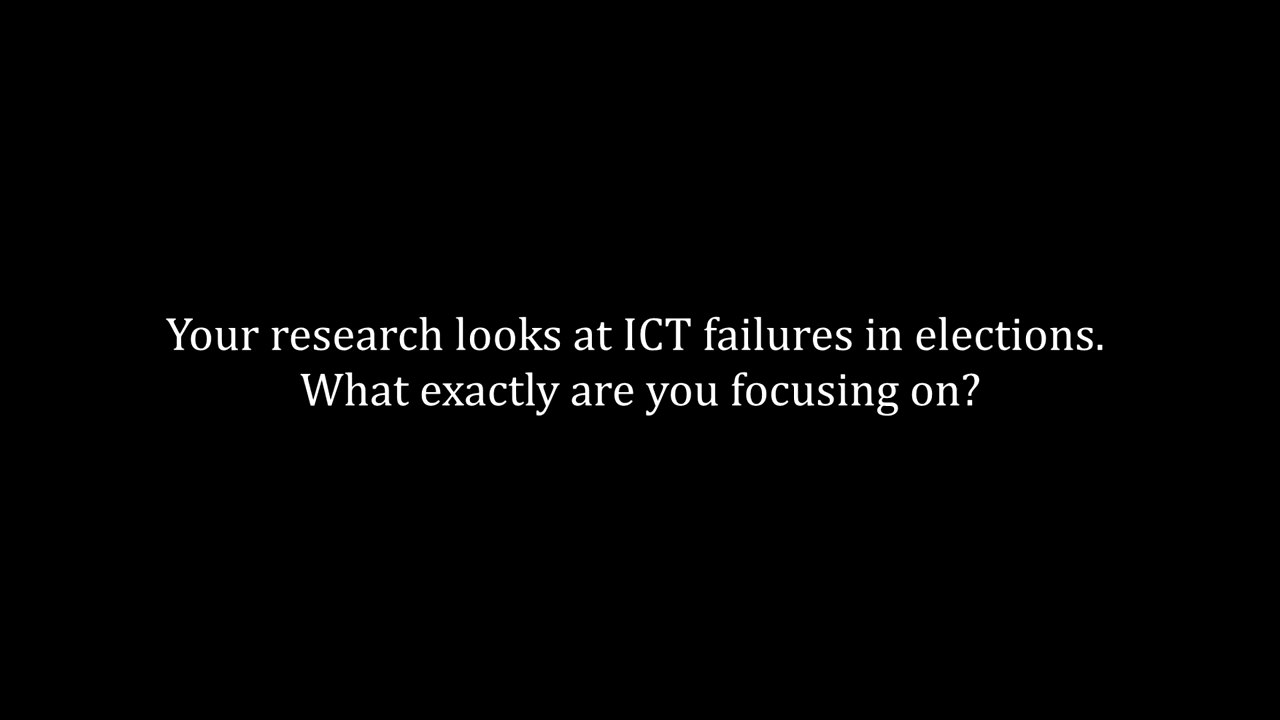 Your research looks at ICT failures in elections.
What exactly are you focusing on?